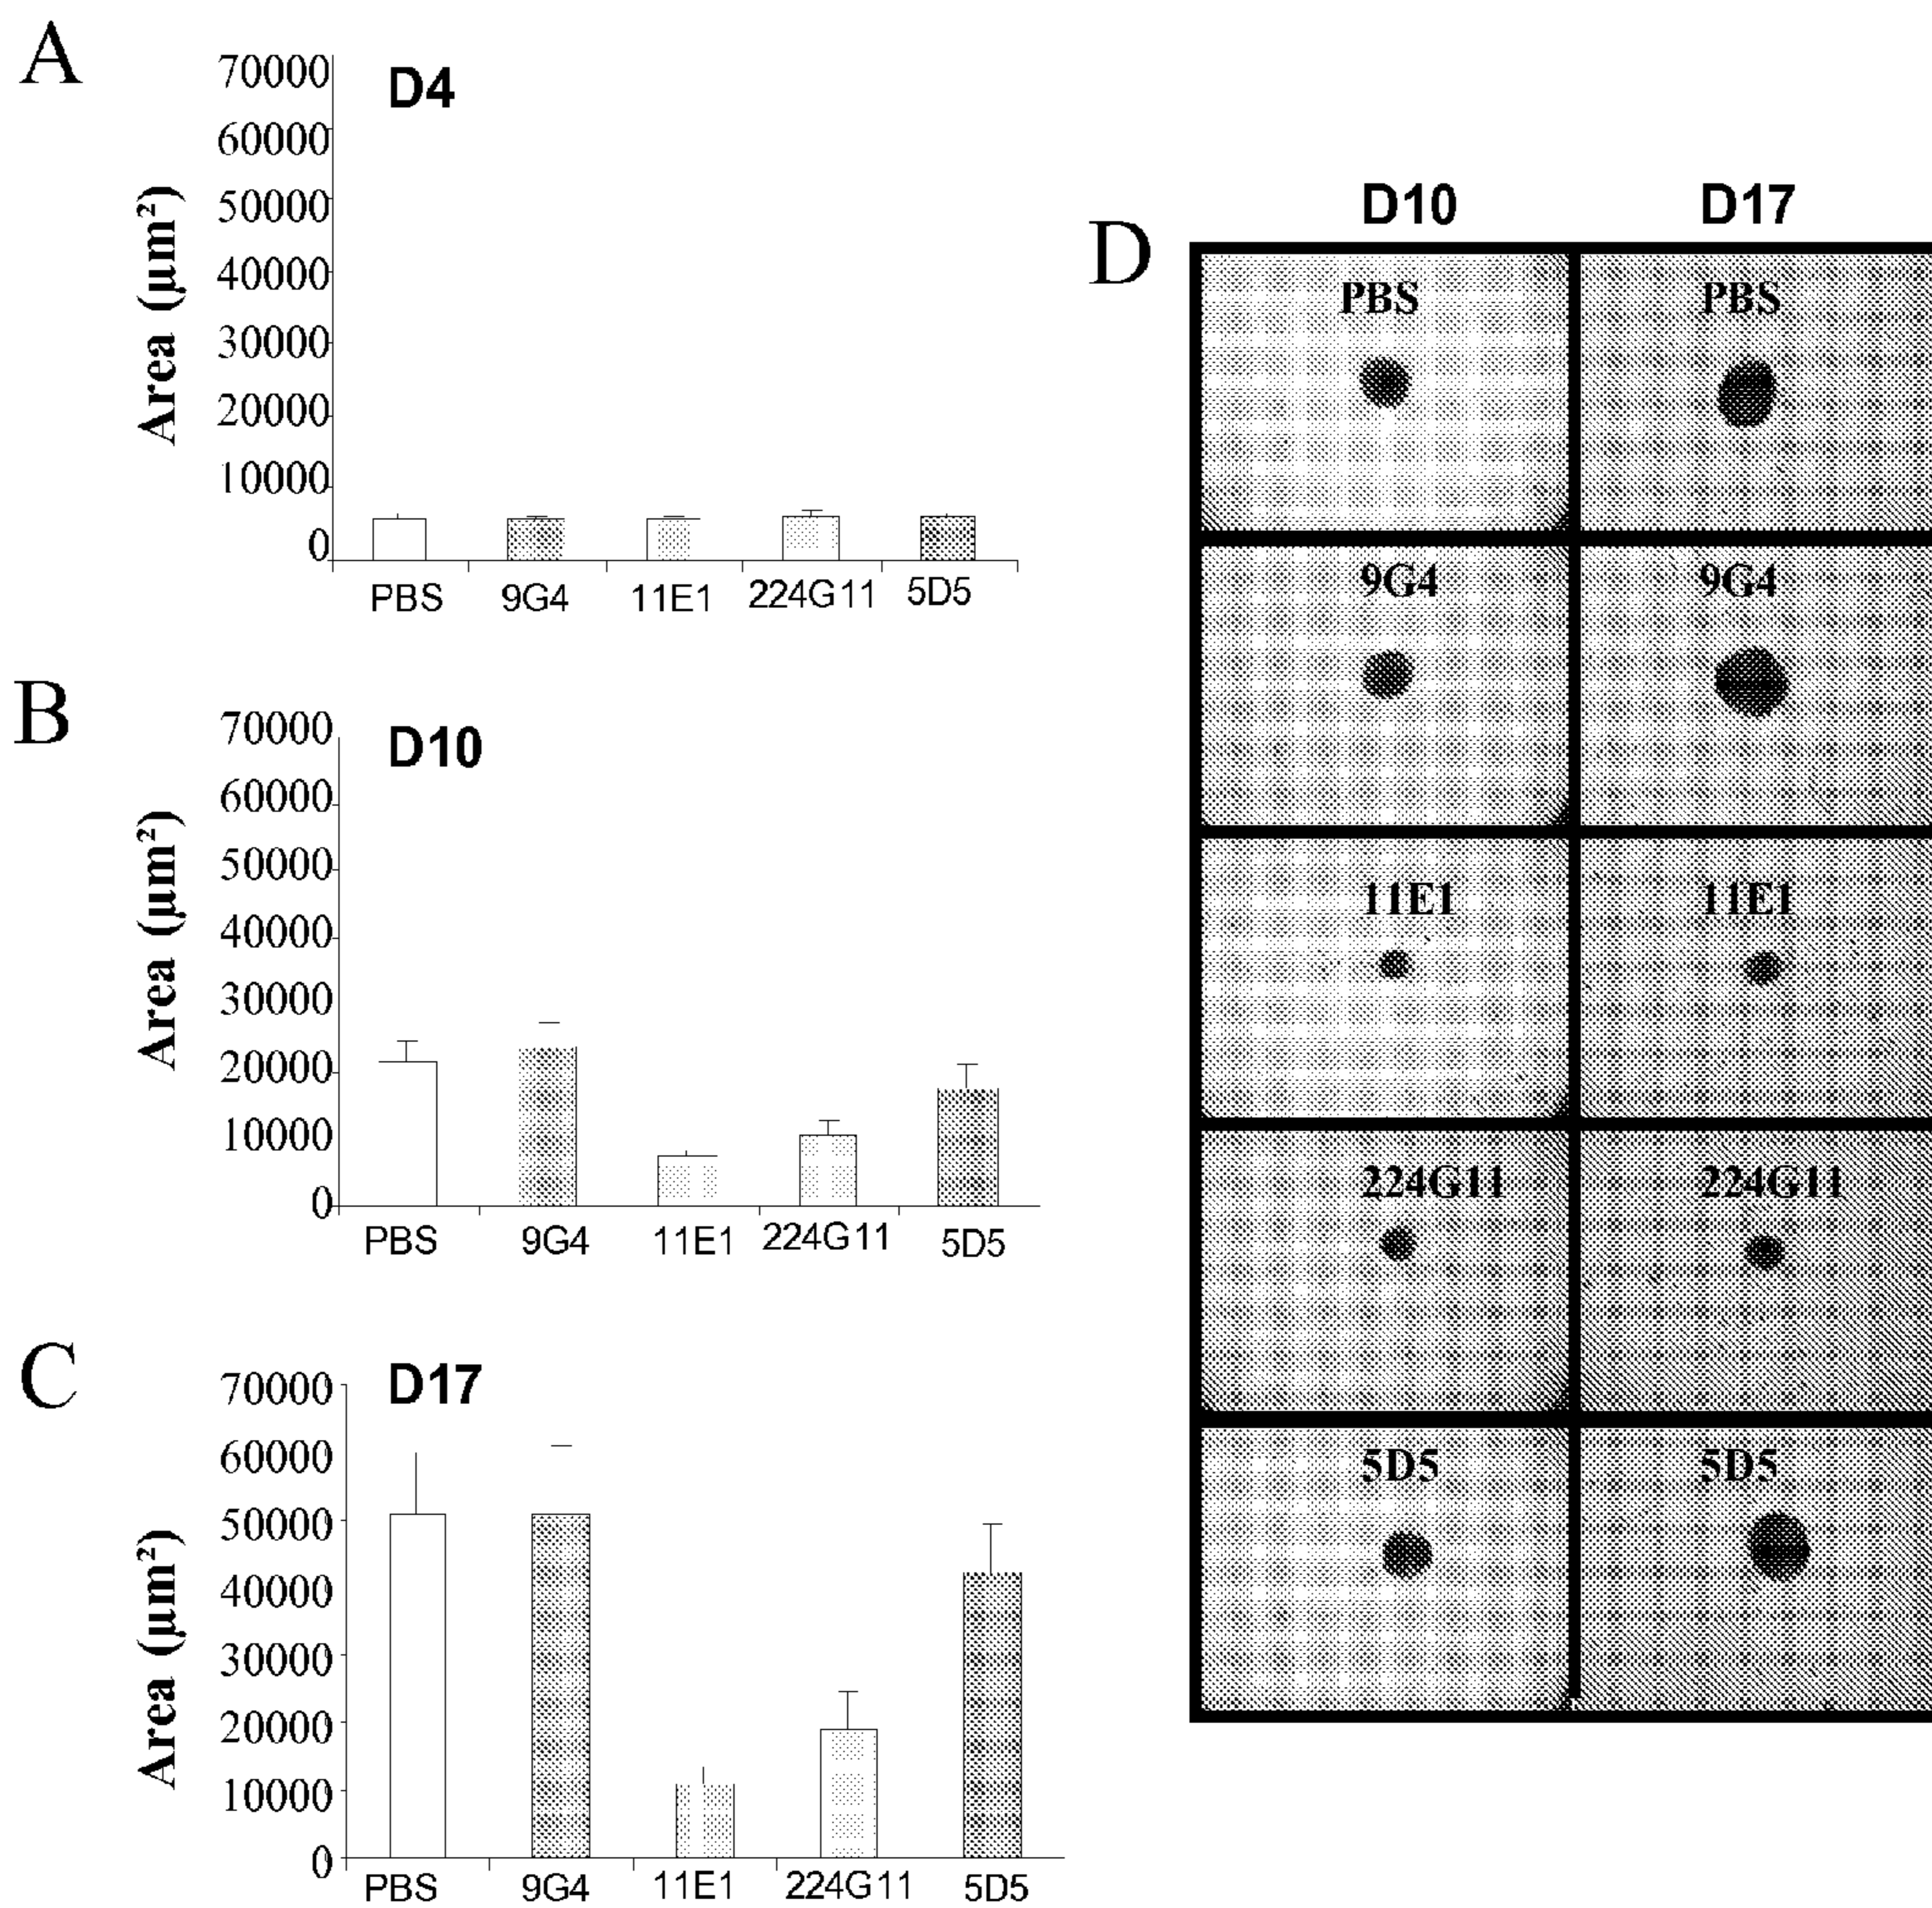 A
D4
70000
60000
50000
40000
30000
20000
10000
0
Area (µm²)
PBS 9G4 11E1 224G11 5D5
B
D10
70000
60000
50000
40000
30000
20000
10000
0
Area (µm²)
PBS 9G4 11E1 224G11 5D5
C
D17
70000
60000
50000
40000
30000
20000
10000
0
Area (µm²)
PBS 9G4 11E1 224G11 5D5
D
D10 D17
PBS PBS
9G4 9G4
11E1 11E1
224G11 224G11
5D5 5D5